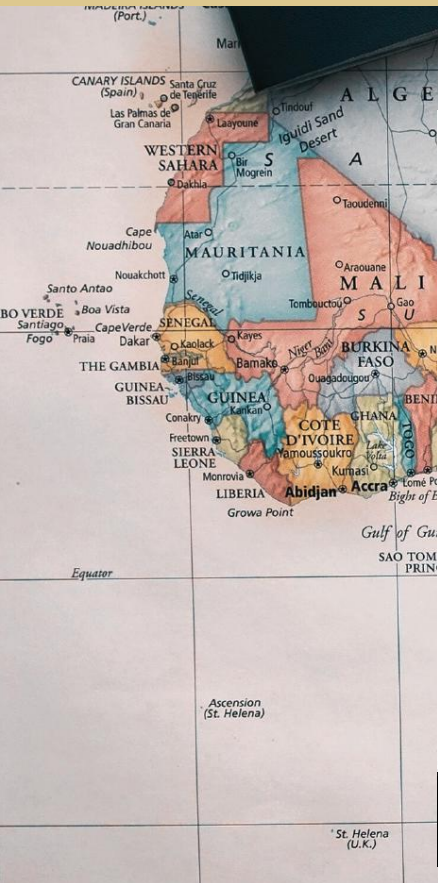 MADEIRA ISLANDS
(Port.)
CANARY ISLANDS
(Spain)
Santa Cruz
de Tenerife
Las Palmas de
Gran Canaria
Laayoune
Tindouf
ALGE
Iguidi Sand
Desert
WESTERN
SAHARA
Bir
Mogrein
S A
Dakhla
Taoudenni
Cape
Nouadhibou
Atar
MAURITANIA
Araouane
Nouakchott
Tidjikja
MALI
Santo Antao
Tombouctou
Gao
BO VERDE
Boa Vista
Senegal
S U
Santiago
Fogo
Praia
Cape Verde
Dakar
SENEGAL
Kaolack
Kayes
Niger
Bani
BURKINA
FASO
N
THE GAMBIA
Banjul
Bamako
Ouagadougou
GUINEA-
BISSAU
Bissau
GUINEA
Kankan
BENI
GHANA
TOGO
Conakry
COTE
D'IVOIRE
Freetown
Yamoussoukro
Lake
Volta
SIERRA
LEONE
Kumasi
Monrovia
Lomé
Po
LIBERIA
Abidjan
Accra
Bight of B
Growa Point
Gulf of Gu
SAO TOM
PRIN
Equator
Ascension
(St. Helena)
St. Helena
(U.K.)